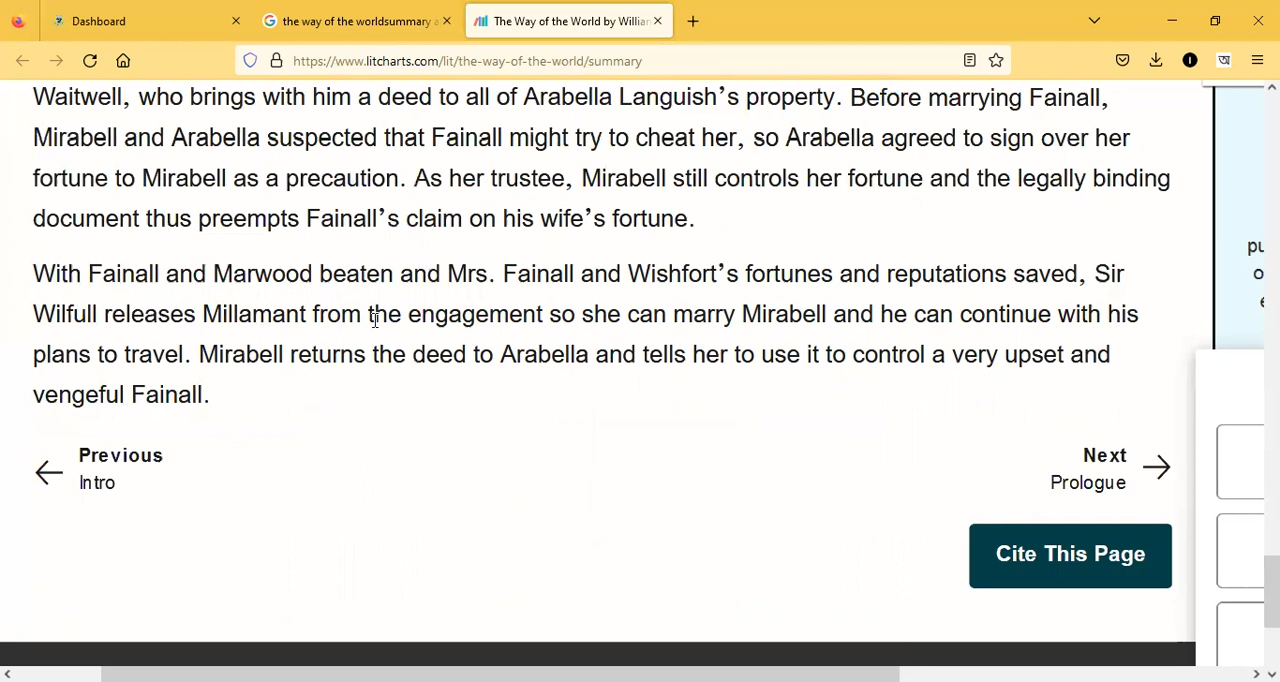 Dashboard
the way of the worldsummary a
The Way of the World by Willian
https://www.litcharts.com/lit/the-way-of-the-world/summary
Waitwell, who brings with him a deed to all of Arabella Languish’s property. Before marrying Fainall,
Mirabell and Arabella suspected that Fainall might try to cheat her, so Arabella agreed to sign over her
fortune to Mirabell as a precaution. As her trustee, Mirabell still controls her fortune and the legally binding
document thus preempts Fainall’s claim on his wife’s fortune.
With Fainall and Marwood beaten and Mrs. Fainall and Wishfort’s fortunes and reputations saved, Sir
Wilfull releases Millamant from the engagement so she can marry Mirabell and he can continue with his
plans to travel. Mirabell returns the deed to Arabella and tells her to use it to control a very upset and
vengeful Fainall.
Previous
Intro
Next
Prologue
Cite This Page
pu
o